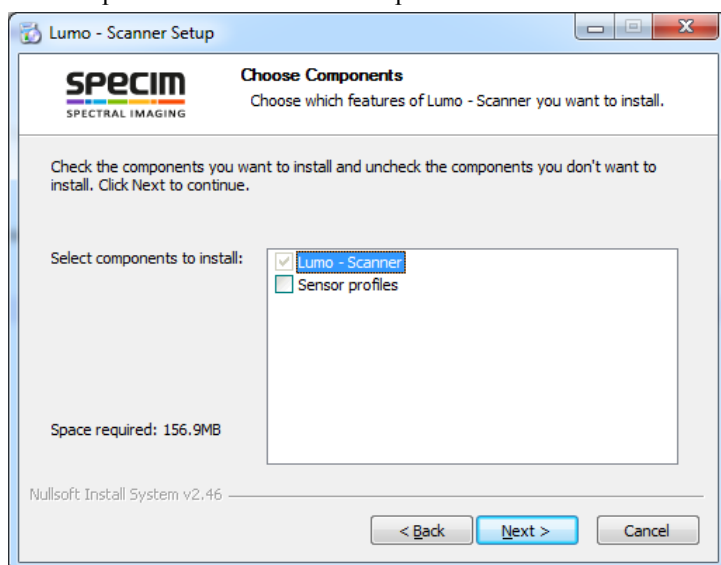 Lumo - Scanner Setup
SPECIM
SPECTRAL IMAGING
Choose Components
Choose which features of Lumo - Scanner you want to install.
Check the components you want to install and uncheck the components you don't want to
install. Click Next to continue.
Select components to install:
Lumo - Scanner
Sensor profiles
Space required: 156.9MB
Nullsoft Install System v2.46
< Back
Next >
Cancel